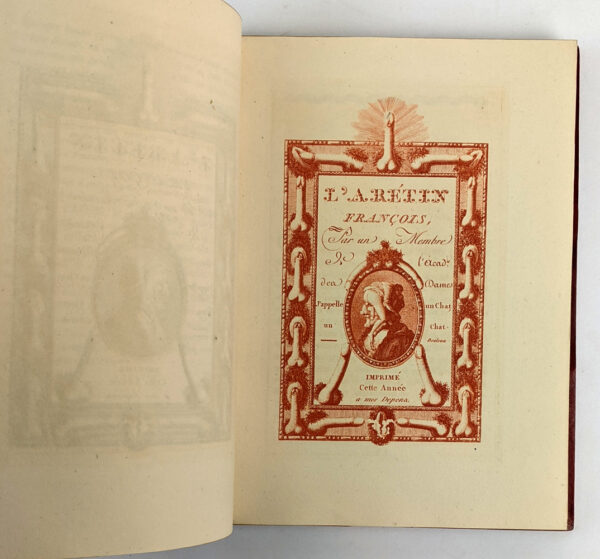 L'ARÉTIN
FRANÇOIS,
Par un Membre
de l'Acad.
des Dames
J'appelle un Chat
un Chat-
Boileau
IMPRIMÉ
Cette Année
a mes Depens.